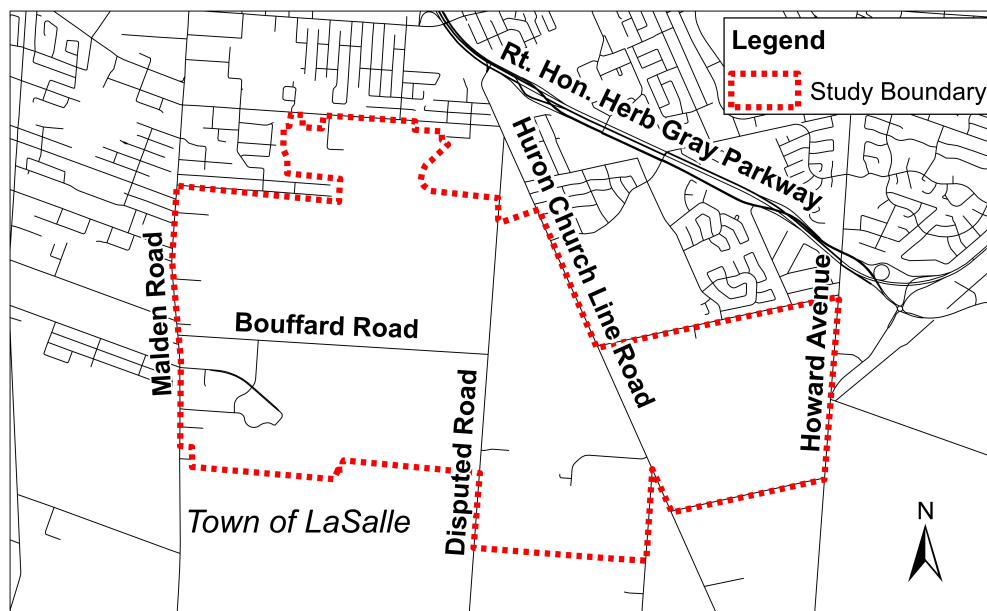 Legend
Study Boundary
Rt. Hon. Herb Gray Parkway
Huron Church Line Road
Malden Road
Bouffard Road
Howard Avenue
Disputed Road
Town of LaSalle
N